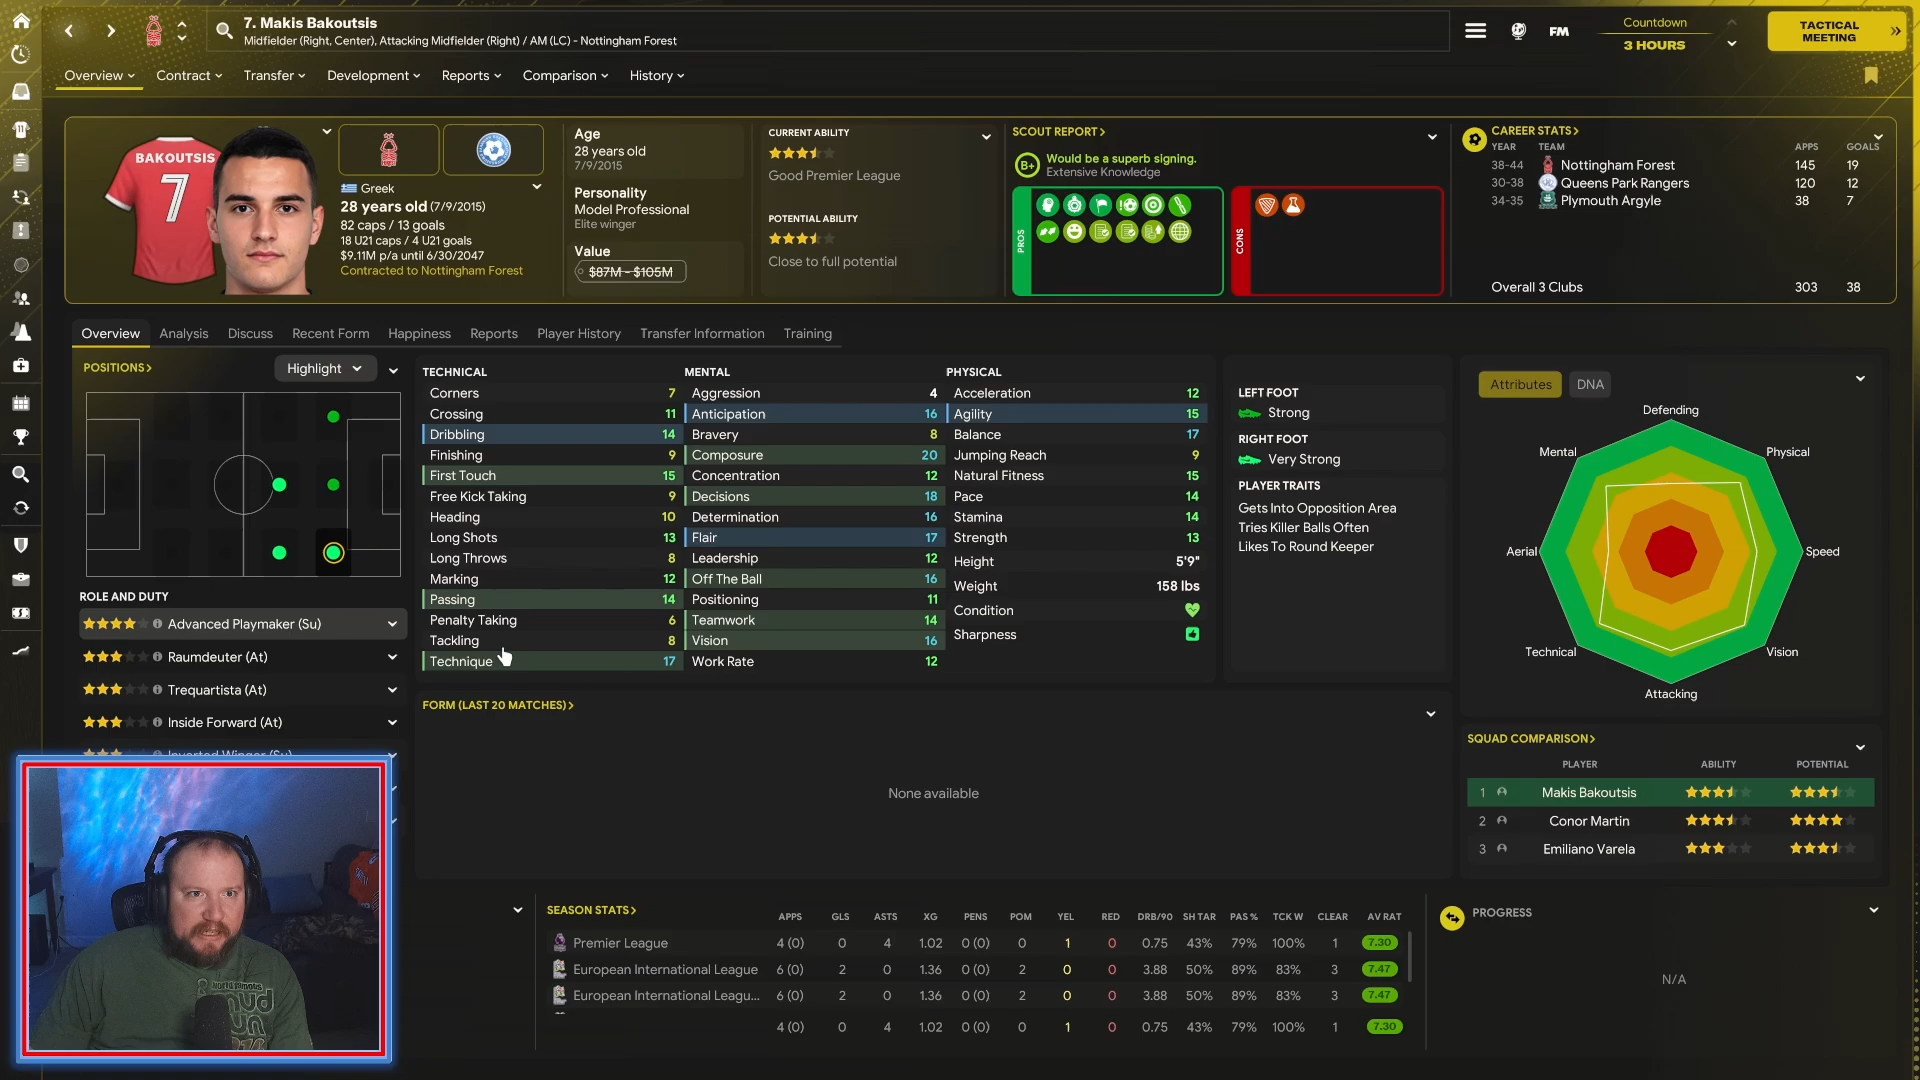 7. Makis Bakoutsis
Midfielder (Right, Center), Attacking Midfielder (Right) / AM (LC) - Nottingham Forest
FM
Countdown
3 HOURS
TACTICAL MEETING
Overview Contract Transfer Development Reports Comparison History
BAKOUTSIS
7
Greek
28 years old (7/9/2015)
82 caps / 13 goals
18 U21 caps / 4 U21 goals
$9.11M p/a until 6/30/2047
Contracted to Nottingham Forest
Age
28 years old
7/9/2015
Personality
Model Professional
Elite winger
Value
$87M - $105M
CURRENT ABILITY
Good Premier League
POTENTIAL ABILITY
Close to full potential
SCOUT REPORT>
B+ Would be a superb signing.
Extensive Knowledge
PROS
CONS
CAREER STATS>
YEAR TEAM APPS GOALS
38-44 Nottingham Forest 145 19
30-38 Queens Park Rangers 120 12
34-35 Plymouth Argyle 38 7
Overall 3 Clubs 303 38
Overview Analysis Discuss Recent Form Happiness Reports Player History Transfer Information Training
POSITIONS>
Highlight
ROLE AND DUTY
Advanced Playmaker (Su)
Raumdeuter (At)
Trequartista (At)
Inside Forward (At)
Inverted Winger (Su)
TECHNICAL
Corners 7
Crossing 11
Dribbling 14
Finishing 9
First Touch 15
Free Kick Taking 9
Heading 10
Long Shots 13
Long Throws 8
Marking 12
Passing 14
Penalty Taking 6
Tackling 8
Technique 17
MENTAL
Aggression 4
Anticipation 16
Bravery 8
Composure 20
Concentration 12
Decisions 18
Determination 16
Flair 17
Leadership 12
Off The Ball 16
Positioning 11
Teamwork 14
Vision 16
Work Rate 12
PHYSICAL
Acceleration 12
Agility 15
Balance 17
Jumping Reach 9
Natural Fitness 15
Pace 14
Stamina 14
Strength 13
Height 5'9"
Weight 158 lbs
Condition
Sharpness
LEFT FOOT
Strong
RIGHT FOOT
Very Strong
PLAYER TRAITS
Gets Into Opposition Area
Tries Killer Balls Often
Likes To Round Keeper
Attributes DNA
Defending
Mental Physical
Aerial Speed
Technical Vision
Attacking
FORM (LAST 20 MATCHES)>
None available
SQUAD COMPARISON>
PLAYER ABILITY POTENTIAL
1 Makis Bakoutsis
2 Conor Martin
3 Emiliano Varela
SEASON STATS> APPS GLS ASTS XG PENS POM YEL RED DRB/90 SH TAR PAS % TCK W CLEAR AV RAT
Premier League 4 (0) 0 4 1.02 0 (0) 0 1 0 0.75 43% 79% 100% 1 7.30
European International League 6 (0) 2 0 1.36 0 (0) 2 0 0 3.88 50% 89% 83% 3 7.47
European International Leagu... 6 (0) 2 0 1.36 0 (0) 2 0 0 3.88 50% 89% 83% 3 7.47
4 (0) 0 4 1.02 0 (0) 0 1 0 0.75 43% 79% 100% 1 7.30
PROGRESS
N/A